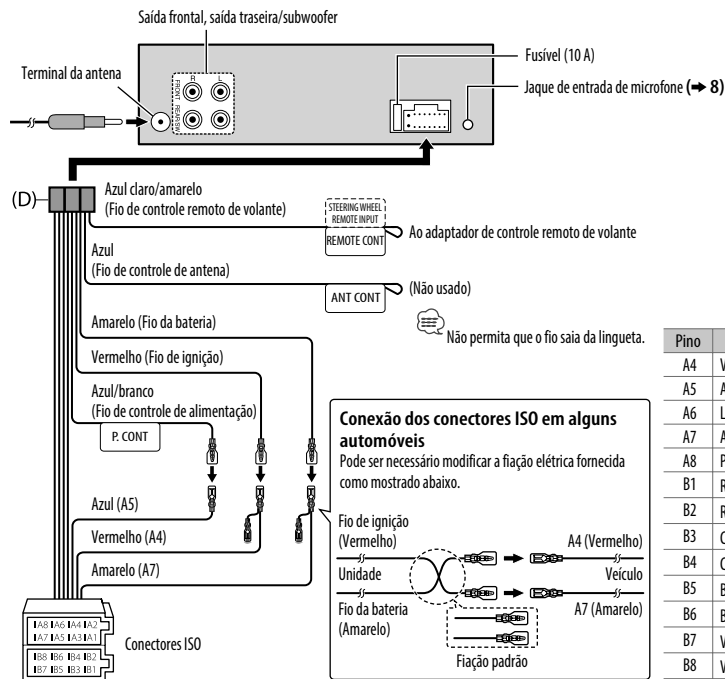 Saída frontal, saída traseira/subwoofer
Fusível (10 A)
Terminal da antena
Jaque de entrada de microfone (➜ 8)
R L
FRONT
REAR/SW
(D)
Azul claro/amarelo
(Fio de controle remoto de volante)
STEERING WHEEL
REMOTE INPUT
REMOTE CONT
Ao adaptador de controle remoto de volante
Azul
(Fio de controle de antena)
ANT CONT
(Não usado)
Não permita que o fio saia da lingueta.
Amarelo (Fio da bateria)
Vermelho (Fio de ignição)
Azul/branco
(Fio de controle de alimentação)
P. CONT
Azul (A5)
Vermelho (A4)
Amarelo (A7)
A8 A6 A4 A2
A7 A5 A3 A1
B8 B6 B4 B2
B7 B5 B3 B1
Conectores ISO
Conexão dos conectores ISO em alguns
automóveis
Pode ser necessário modificar a fiação elétrica fornecida
como mostrado abaixo.
Fio de ignição
(Vermelho)
A4 (Vermelho)
Unidade
Veículo
Fio da bateria
(Amarelo)
A7 (Amarelo)
Fiação padrão
Pino
A4 V
A5 A
A6 L
A7 A
A8 P
B1 R
B2 R
B3 C
B4 C
B5 B
B6 B
B7 V
B8 V